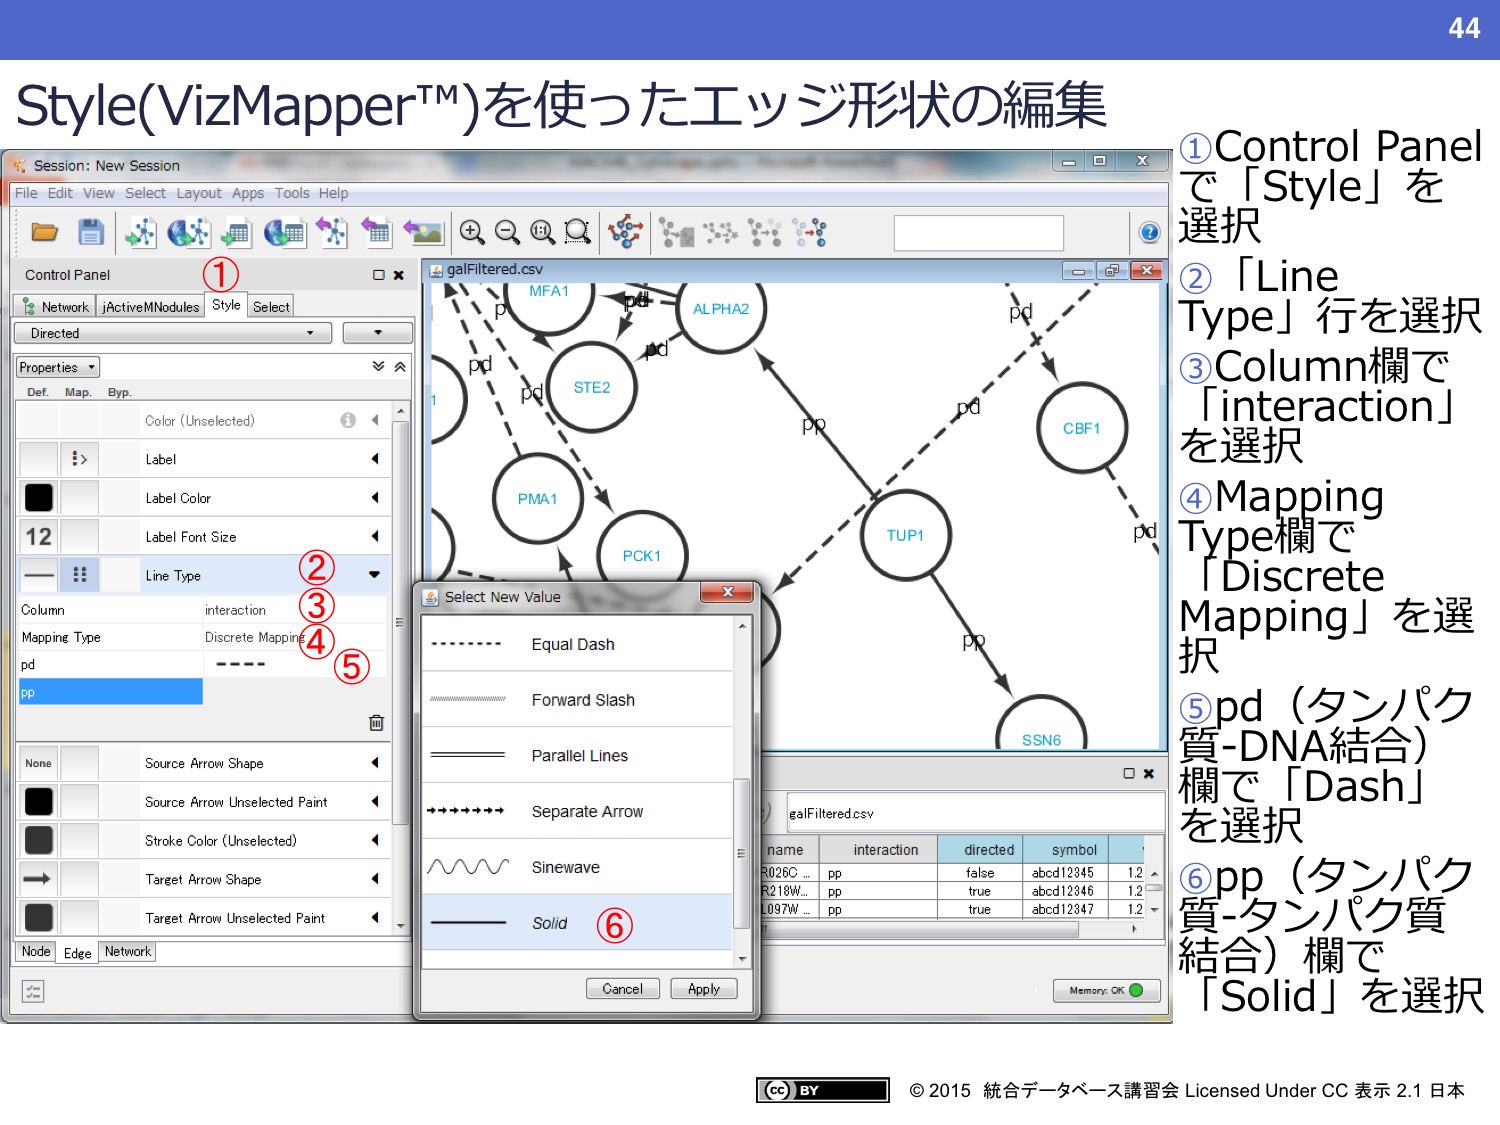 44
Style(VizMapper™)を使ったエッジ形状の編集
Session: New Session
File Edit View Select Layout Apps Tools Help
Control Panel
①
Network jActiveMNodules Style Select
Directed
Properties
Def. Map. Byp.
Color (Unselected)
Label
Label Color
12 Label Font Size
Line Type ②
Column interaction ③
Mapping Type Discrete Mapping ④
pd ⑤
pp
None Source Arrow Shape
Source Arrow Unselected Paint
Stroke Color (Unselected)
Target Arrow Shape
Target Arrow Unselected Paint
Node Edge Network
galFiltered.csv
MFA1
ALPHA2
pd
pd
pd
STE2
pd
pd
1
pp
pd
CBF1
PMA1
TUP1
pd
PCK1
pp
SSN6
Select New Value
Equal Dash
Forward Slash
Parallel Lines
Separate Arrow
Sinewave
Solid ⑥
Cancel Apply
galFiltered.csv
name interaction directed symbol
R026C ... pp false abcd12345 1.2
R218W... pp true abcd12346 1.2
L097W ... pp true abcd12347 1.2
Memory: OK
①Control Panel
で「Style」を
選択
②「Line
Type」行を選択
③Column欄で
「interaction」
を選択
④Mapping
Type欄で
「Discrete
Mapping」を選
択
⑤pd（タンパク
質-DNA結合）
欄で「Dash」
を選択
⑥pp（タンパク
質-タンパク質
結合）欄で
「Solid」を選択
cc BY
© 2015 統合データベース講習会 Licensed Under CC 表示 2.1 日本